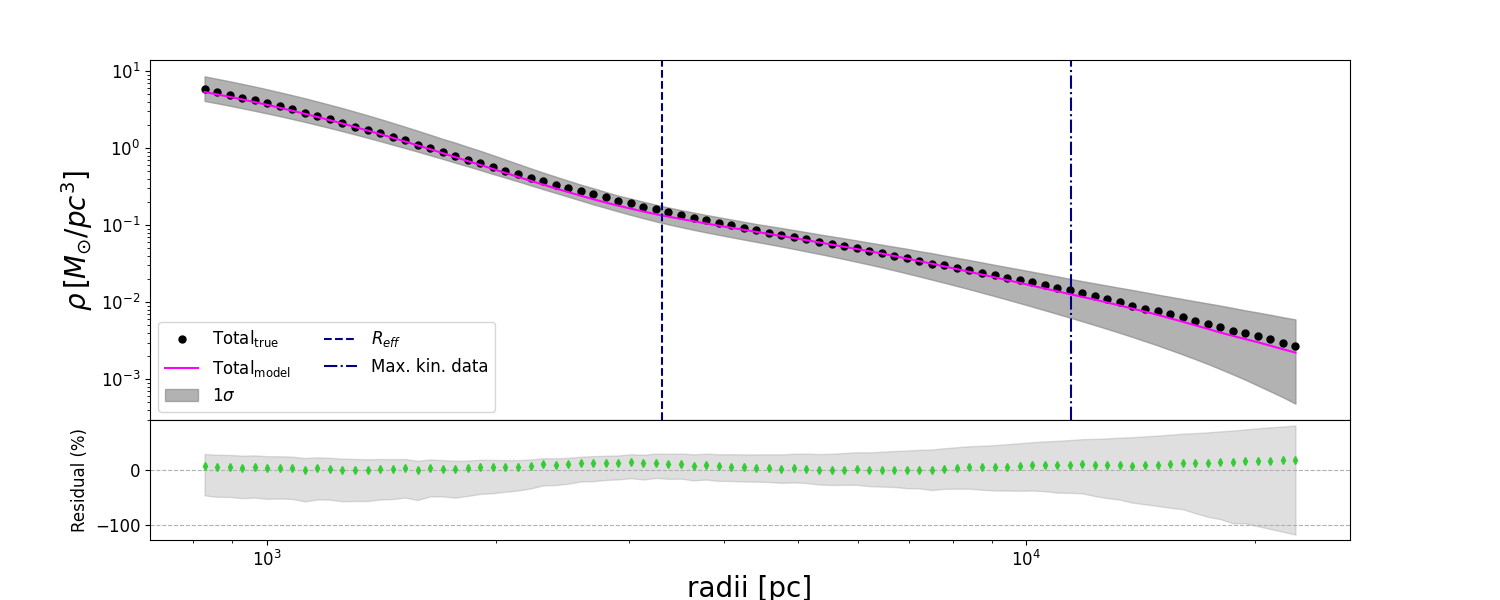 10¹
10⁰
10⁻¹
10⁻²
10⁻³
ρ [M⊙/pc³]
Total_true
Total_model
1σ
R_eff
Max. kin. data
Residual (%)
0
−100
10³
10⁴
radii [pc]